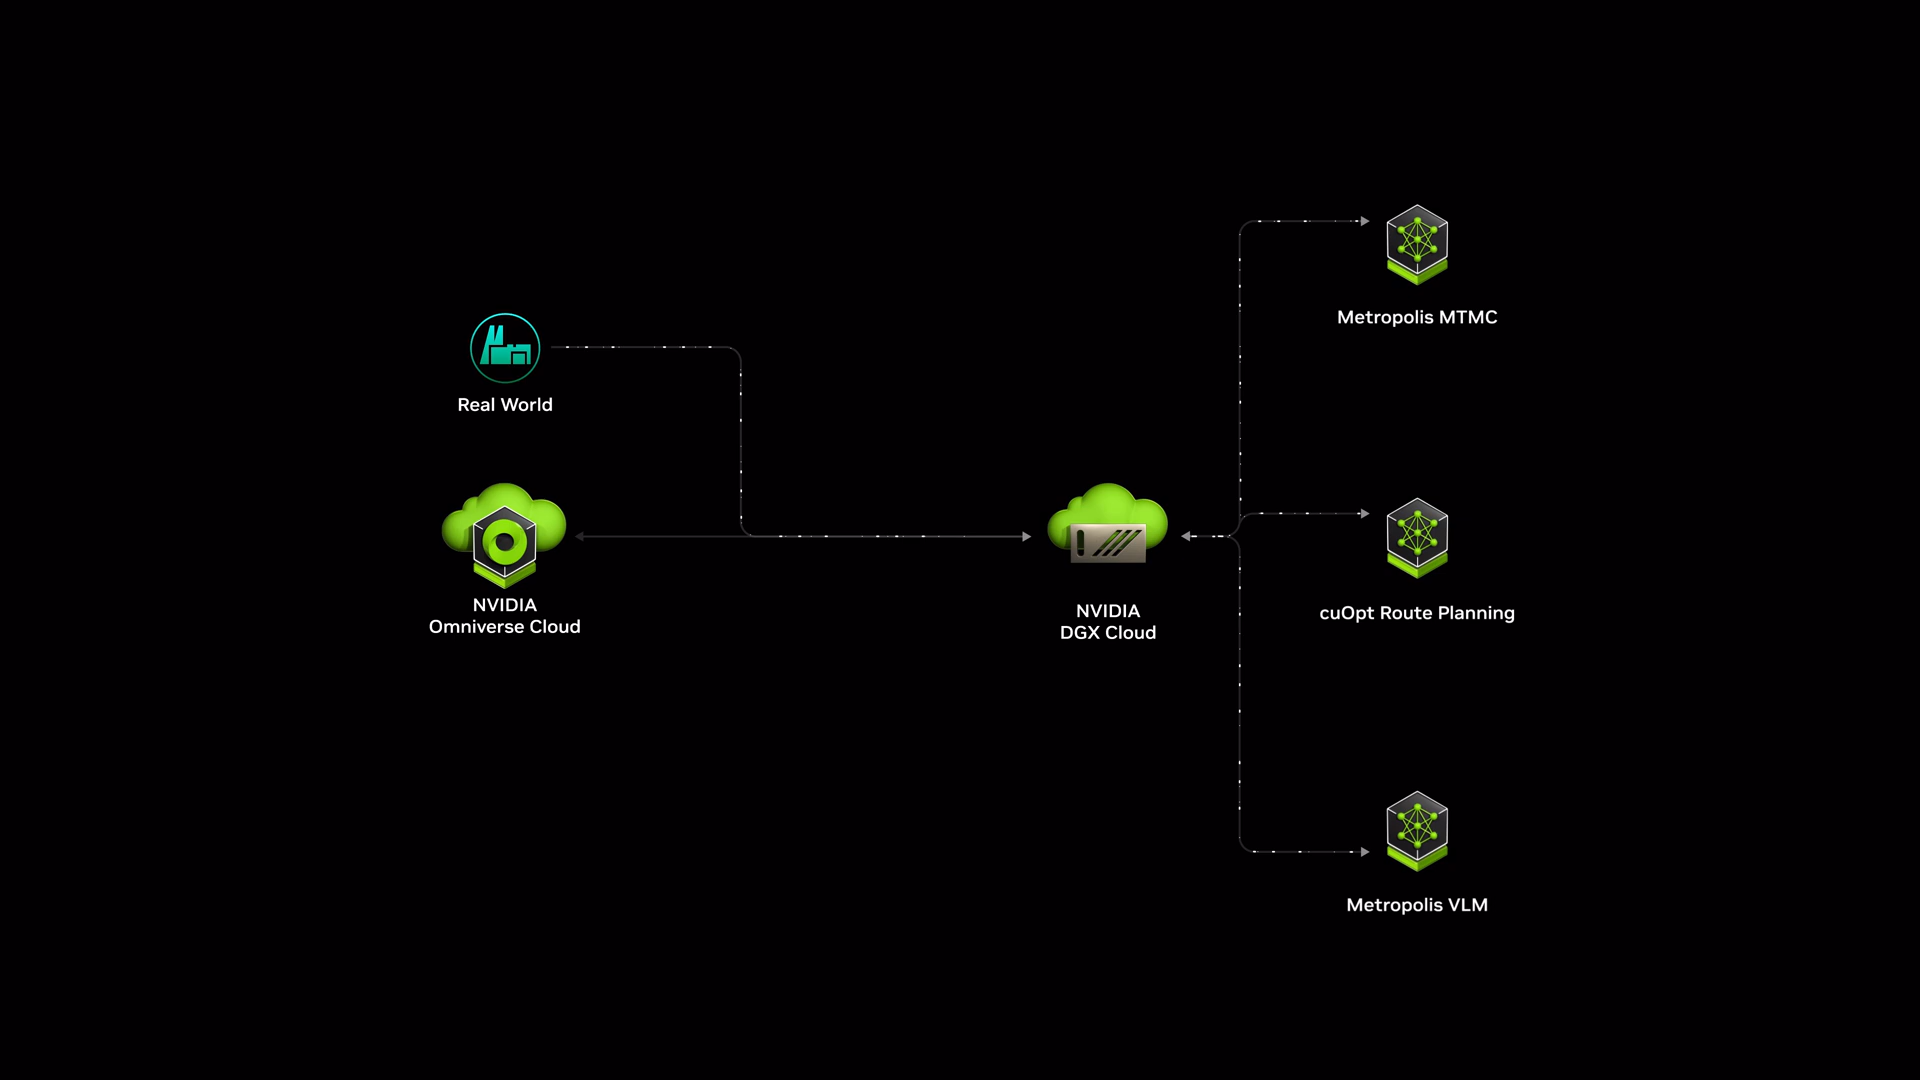 Metropolis MTMC
Real World
NVIDIA
Omniverse Cloud
NVIDIA
DGX Cloud
cuOpt Route Planning
Metropolis VLM